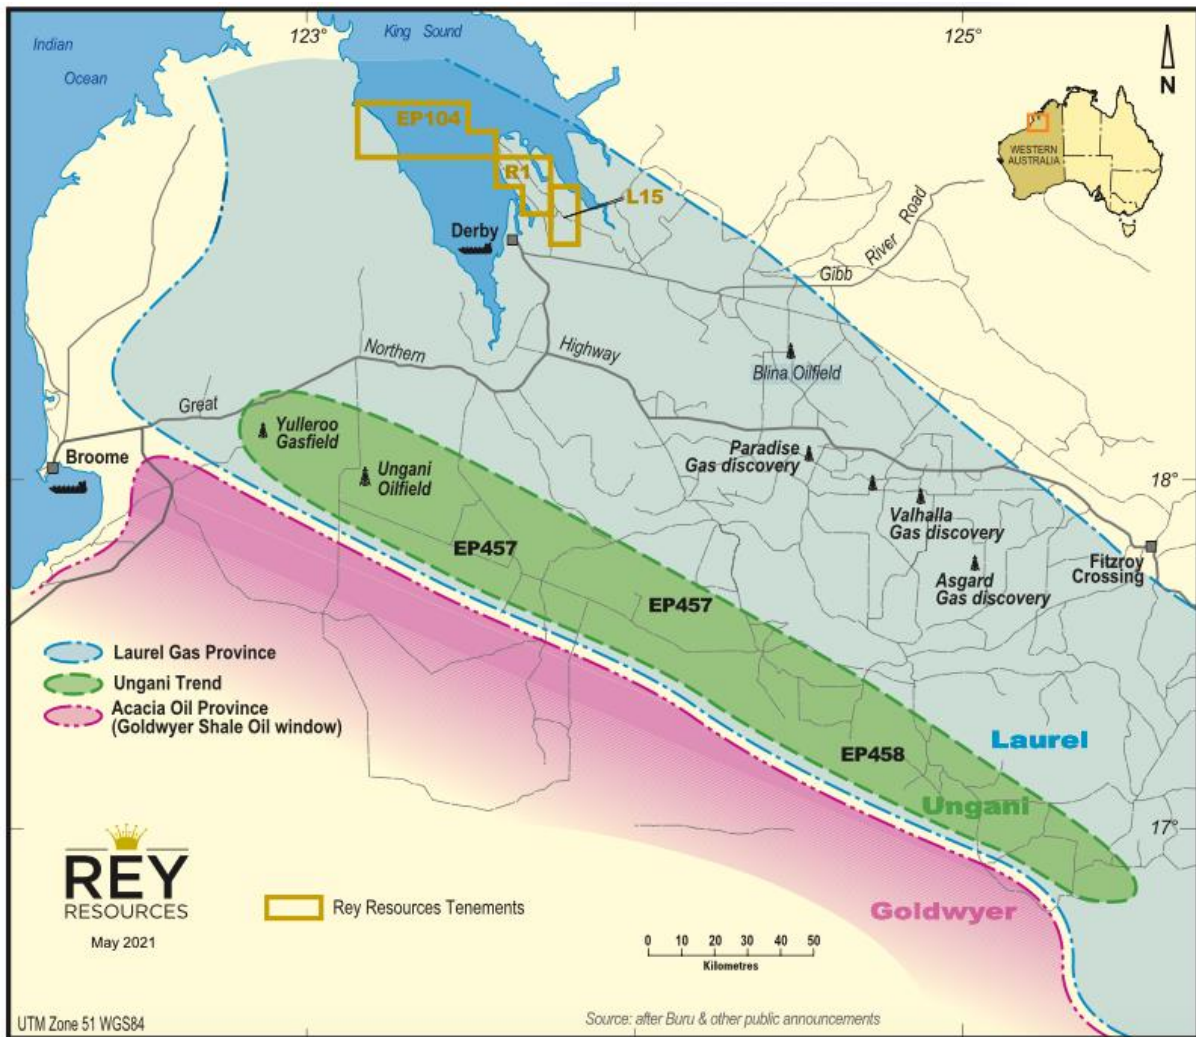 Indian
Ocean
123°
King Sound
125°
N
WESTERN
AUSTRALIA
EP104
R1
L15
Derby
Gibb River Road
Northern
Highway
Blina Oilfield
Great
Yulleroo
Gasfield
Ungani
Oilfield
Paradise
Gas discovery
Broome
18°
Valhalla
Gas discovery
Fitzroy
Crossing
EP457
Asgard
Gas discovery
EP457
Laurel Gas Province
Ungani Trend
Acacia Oil Province
(Goldwyer Shale Oil window)
Laurel
EP458
Ungani
17°
REY
RESOURCES
May 2021
Rey Resources Tenements
Goldwyer
0 10 20 30 40 50
Kilometres
UTM Zone 51 WGS84
Source: after Buru & other public announcements